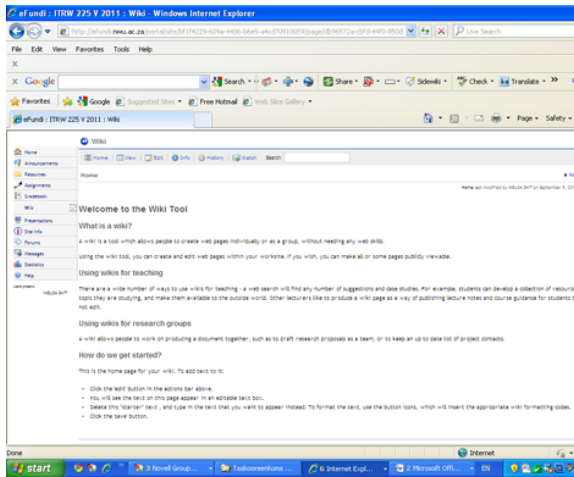 eFundi : ITRW 225 V 2011 : Wiki - Windows Internet Explorer
Live Search
File Edit View Favorites Tools Help
x
x Google Search Share Sidewiki Check Translate »
Favorites Google Suggested Sites Free Hotmail Web Slice Gallery
eFundi : ITRW 225 V 2011 : Wiki Page Safety
Wiki
Home View Edit Info History Watch Search
Home
Home
Announcements
Resources
Assignments
Gradebook
Wiki
Presentations
Site Info
Forums
Messages
Statistics
Help
Welcome to the Wiki Tool
What is a wiki?
A wiki is a tool which allows people to create web pages individually or as a group, without needing any web skills.
Using the wiki tool, you can create and edit web pages within your worksite. If you wish, you can make all or some pages publicly viewable.
Using wikis for teaching
There are a wide number of ways to use wikis for teaching - a web search will find any number of suggestions and case studies. For example, students can develop a collection of resour
topic they are studying, and make them available to the outside world. Other lecturers like to produce a wiki page as a way of publishing lecture notes and course guidance for students t
not edit.
Using wikis for research groups
A wiki allows people to work on producing a document together, such as to draft research proposals as a team, or to keep an up to date list of project contacts.
How do we get started?
This is the home page for your wiki. To add text to it:
Click the 'edit' button in the actions bar above.
You will see the text on this page appear in an editable text box.
Delete this "starter" text , and type in the text that you want to appear instead. To format the text, use the button icons, which will insert the appropriate wiki formatting codes.
Click the 'save' button.
Done Internet
start 3 Novell Group... Taakooreenkoms ... 6 Internet Expl... 2 Microsoft Offi... EN